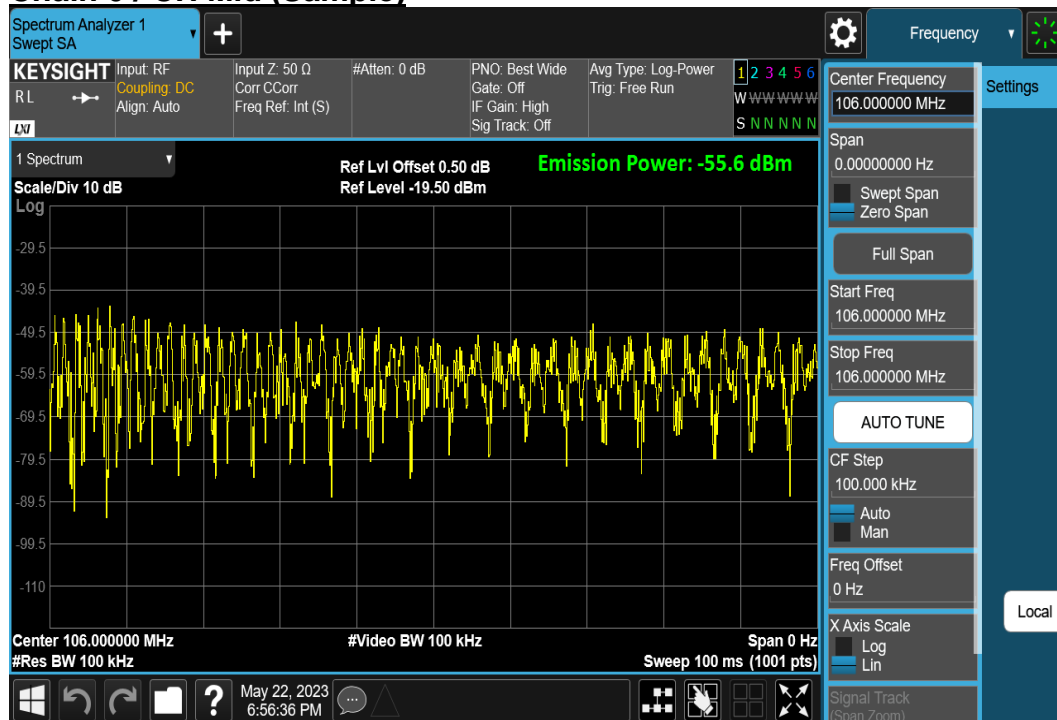 Spectrum Analyzer 1
Swept SA
Frequency
KEYSIGHT
RL
LXI
Input: RF
Coupling: DC
Align: Auto
Input Z: 50 Ω
Corr CCorr
Freq Ref: Int (S)
#Atten: 0 dB
PNO: Best Wide
Gate: Off
IF Gain: High
Sig Track: Off
Avg Type: Log-Power
Trig: Free Run
1 2 3 4 5 6
W W W W W W
S N N N N N
1 Spectrum
Scale/Div 10 dB
Log
Ref Lvl Offset 0.50 dB
Ref Level -19.50 dBm
Emission Power: -55.6 dBm
-29.5
-39.5
-49.5
-59.5
-69.5
-79.5
-89.5
-99.5
-110
Center 106.000000 MHz
#Res BW 100 kHz
#Video BW 100 kHz
Span 0 Hz
Sweep 100 ms (1001 pts)
May 22, 2023
6:56:36 PM
Center Frequency
106.000000 MHz
Span
0.00000000 Hz
Swept Span
Zero Span
Full Span
Start Freq
106.000000 MHz
Stop Freq
106.000000 MHz
AUTO TUNE
CF Step
100.000 kHz
Auto
Man
Freq Offset
0 Hz
X Axis Scale
Log
Lin
Signal Track
(Span Zoom)
Settings
Local